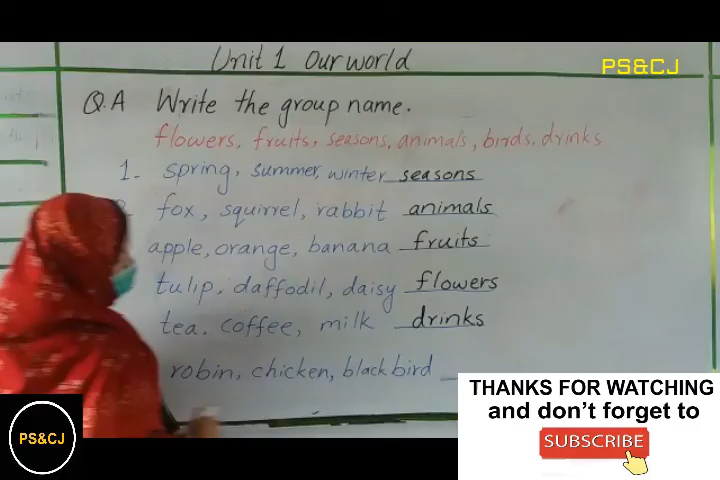 Unit 1 Our world
PS&CJ
Q.A Write the group name.
flowers, fruits, seasons, animals, birds, drinks
1. spring, summer, winter seasons
fox, squirrel, rabbit animals
apple, orange, banana fruits
tulip, daffodil, daisy flowers
tea. coffee, milk drinks
robin, chicken, black bird
THANKS FOR WATCHING
and don't forget to
SUBSCRIBE
PS&CJ